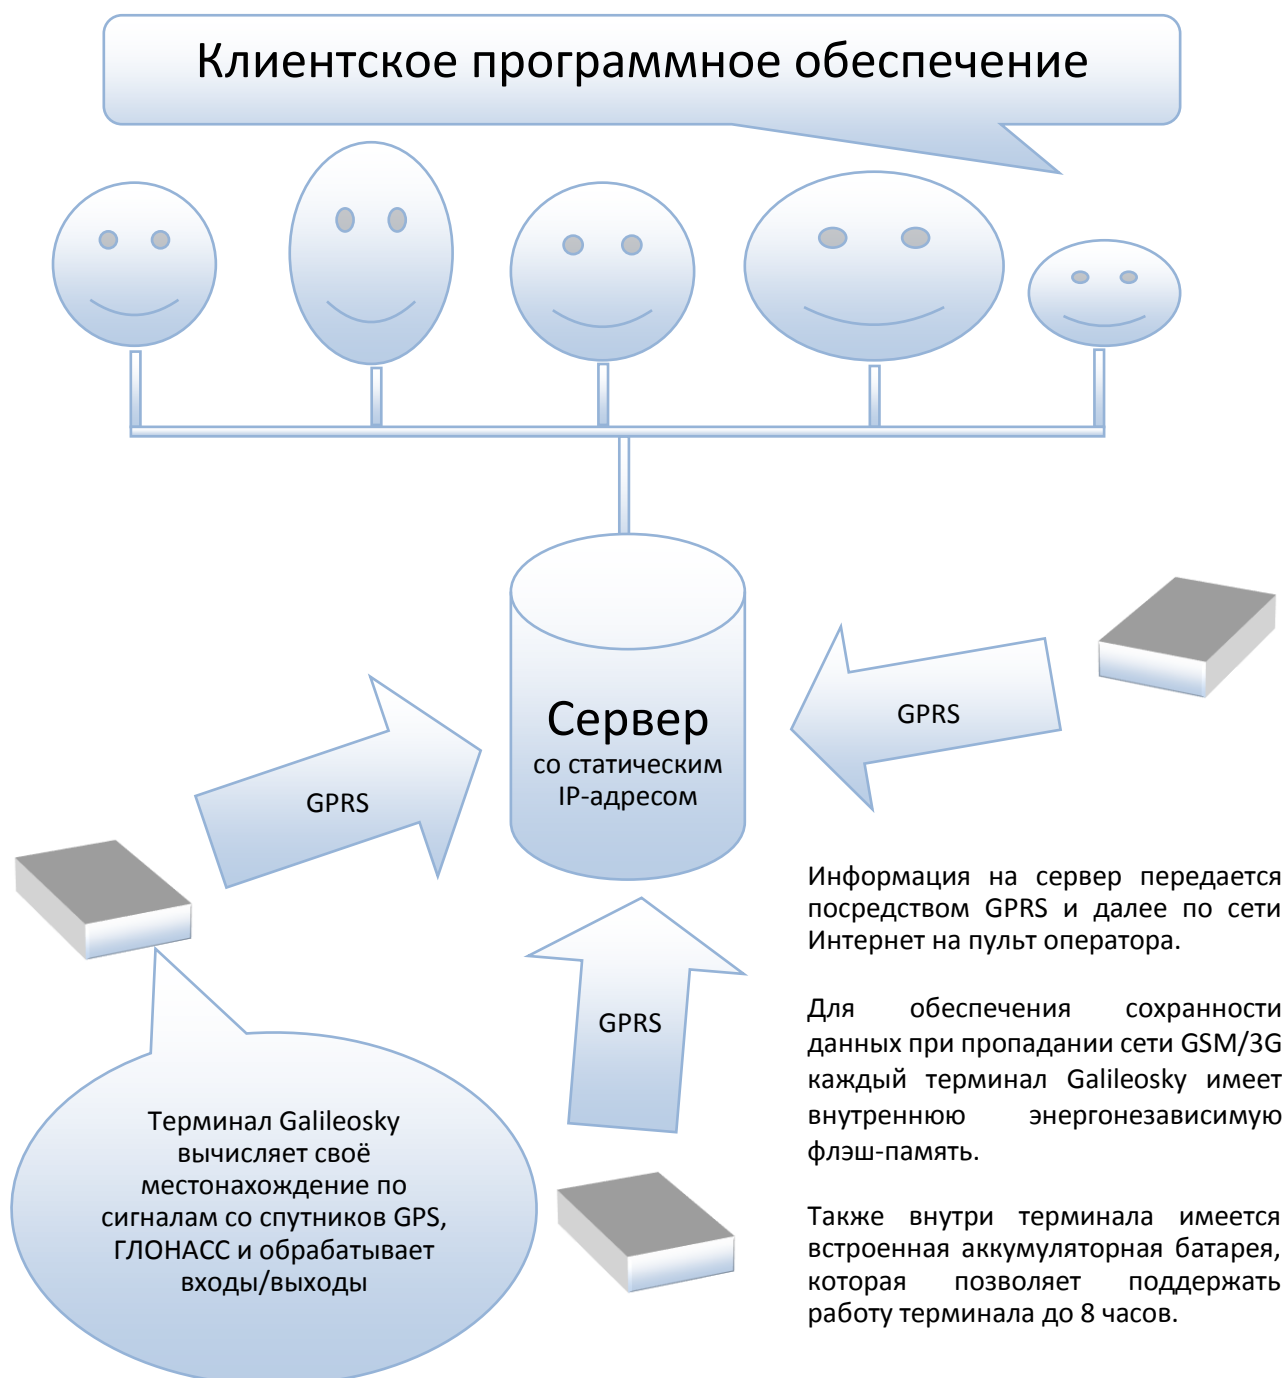 Клиентское программное обеспечение
Сервер
со статическим
IP-адресом
GPRS
GPRS
GPRS
Терминал Galileosky
вычисляет своё
местонахождение по
сигналам со спутников GPS,
ГЛОНАСС и обрабатывает
входы/выходы
Информация на сервер передается
посредством GPRS и далее по сети
Интернет на пульт оператора.
Для обеспечения сохранности
данных при пропадании сети GSM/3G
каждый терминал Galileosky имеет
внутреннюю энергонезависимую
флэш-память.
Также внутри терминала имеется
встроенная аккумуляторная батарея,
которая позволяет поддержать
работу терминала до 8 часов.